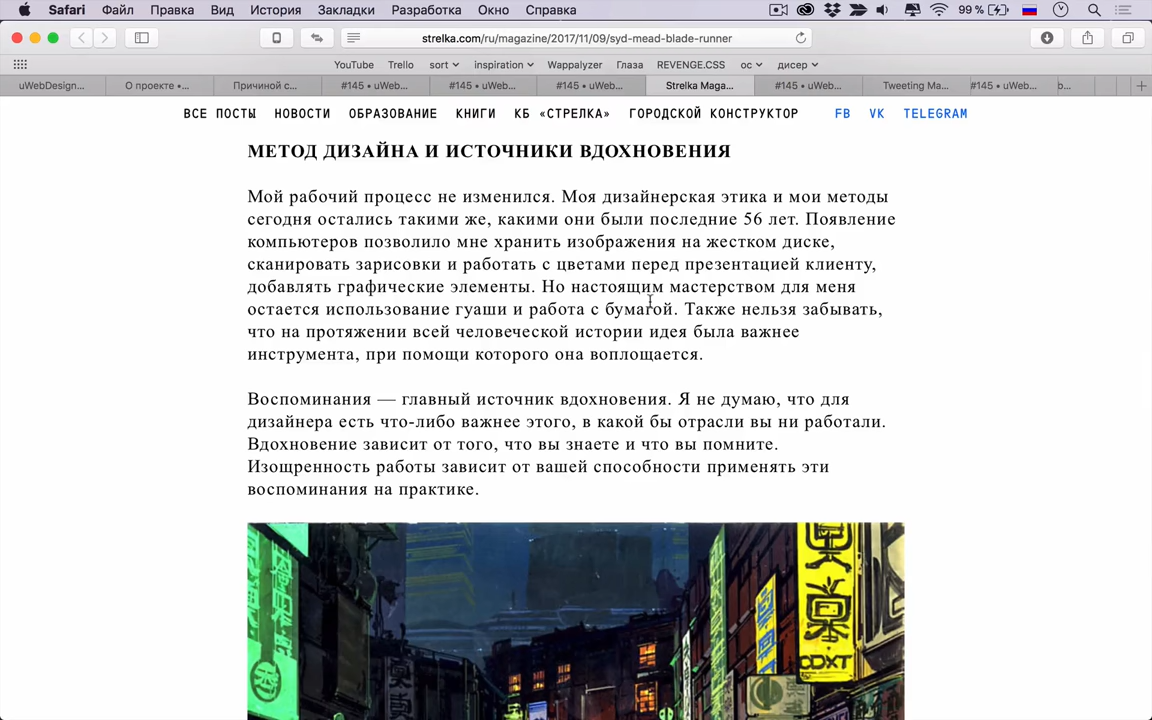 Safari Файл Правка Вид История Закладки Разработка Окно Справка 99 %
strelka.com/ru/magazine/2017/11/09/syd-mead-blade-runner
YouTube Trello sort inspiration Wappalyzer Глаза REVENGE.CSS ос дисер
uWebDesign... О проекте •... Причиной с... #145 • uWeb... #145 • uWeb... #145 • uWeb... Strelka Maga... #145 • uWeb... Tweeting Ma... #145 • uWeb... b...
ВСЕ ПОСТЫ НОВОСТИ ОБРАЗОВАНИЕ КНИГИ КБ «СТРЕЛКА» ГОРОДСКОЙ КОНСТРУКТОР FB VK TELEGRAM
МЕТОД ДИЗАЙНА И ИСТОЧНИКИ ВДОХНОВЕНИЯ
Мой рабочий процесс не изменился. Моя дизайнерская этика и мои методы
сегодня остались такими же, какими они были последние 56 лет. Появление
компьютеров позволило мне хранить изображения на жестком диске,
сканировать зарисовки и работать с цветами перед презентацией клиенту,
добавлять графические элементы. Но настоящим мастерством для меня
остается использование гуаши и работа с бумагой. Также нельзя забывать,
что на протяжении всей человеческой истории идея была важнее
инструмента, при помощи которого она воплощается.
Воспоминания — главный источник вдохновения. Я не думаю, что для
дизайнера есть что-либо важнее этого, в какой бы отрасли вы ни работали.
Вдохновение зависит от того, что вы знаете и что вы помните.
Изощренность работы зависит от вашей способности применять эти
воспоминания на практике.
ODXT